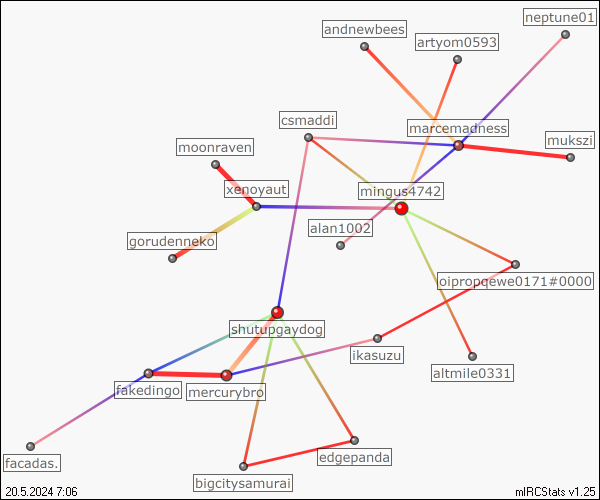 neptune01
andnewbees
artyom0593
csmaddi
marcemadness
mukszi
moonraven
xenoyaut
mingus4742
alan1002
gorudenneko
oipropqewe0171#0000
shutupgaydog
ikasuzu
altmile0331
fakedingo
mercurybro
facadas.
edgepanda
bigcitysamurai
20.5.2024 7:06
mIRCStats v1.25